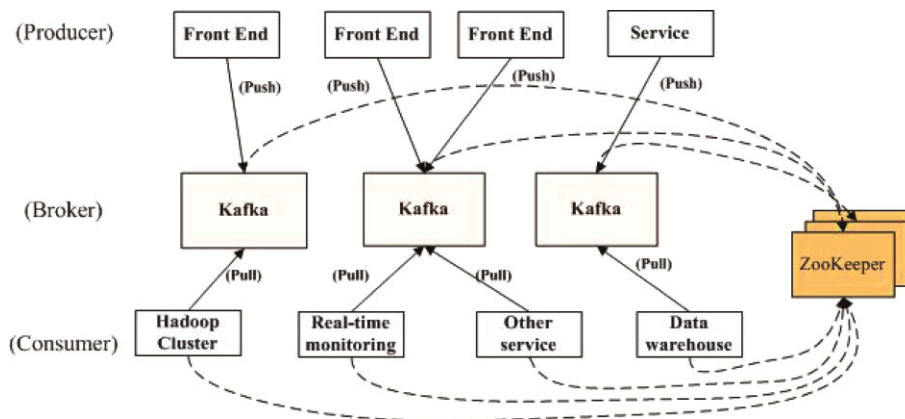 (Producer)
Front End
Front End
Front End
Service
(Push)
(Push)
(Push)
(Push)
(Broker)
Kafka
Kafka
Kafka
ZooKeeper
(Pull)
(Pull)
(Pull)
(Pull)
(Consumer)
Hadoop
Cluster
Real-time
monitoring
Other
service
Data
warehouse